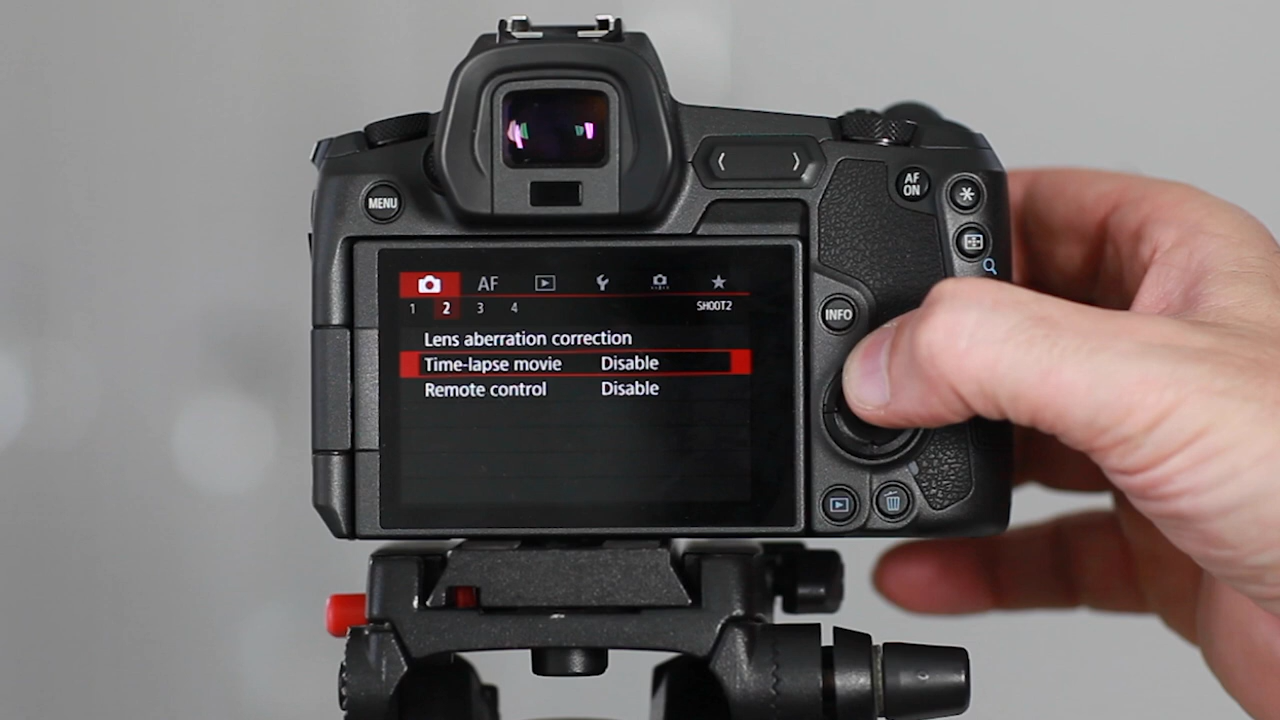 AF
ON
MENU
AF
1 2 3 4 SHOOT2
INFO
Lens aberration correction
Time-lapse movie Disable
Remote control Disable